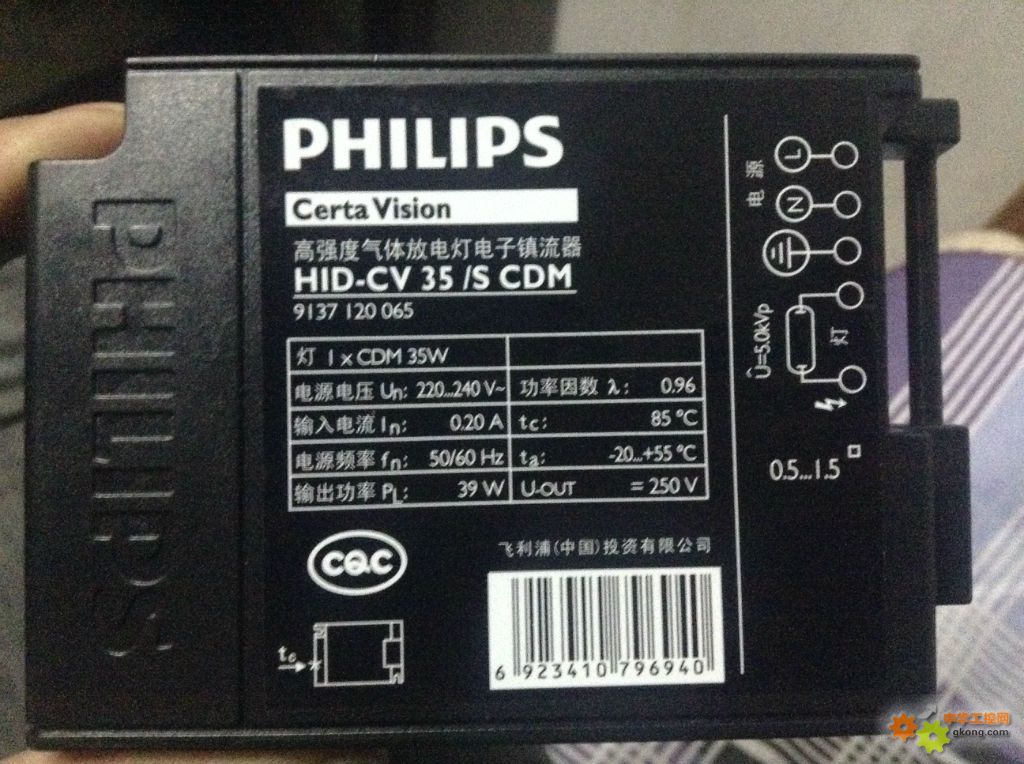 PHILIPS
PHILIPS
Certa Vision
高强度气体放电灯电子镇流器
HID-CV 35 /S CDM
9137 120 065
灯 1 x CDM 35W
电源电压 Un: 220...240 V~ 功率因数 λ: 0.96
输入电流 In: 0.20 A tc: 85 °C
电源频率 fn: 50/60 Hz ta: -20...+55 °C
输出功率 PL: 39 W U-OUT = 250 V
CQC
飞利浦(中国)投资有限公司
tc
6 923410 796940
电源
L
N
灯
Û=5.0kVp
0.5...1.5
中华工控网
gkong.com